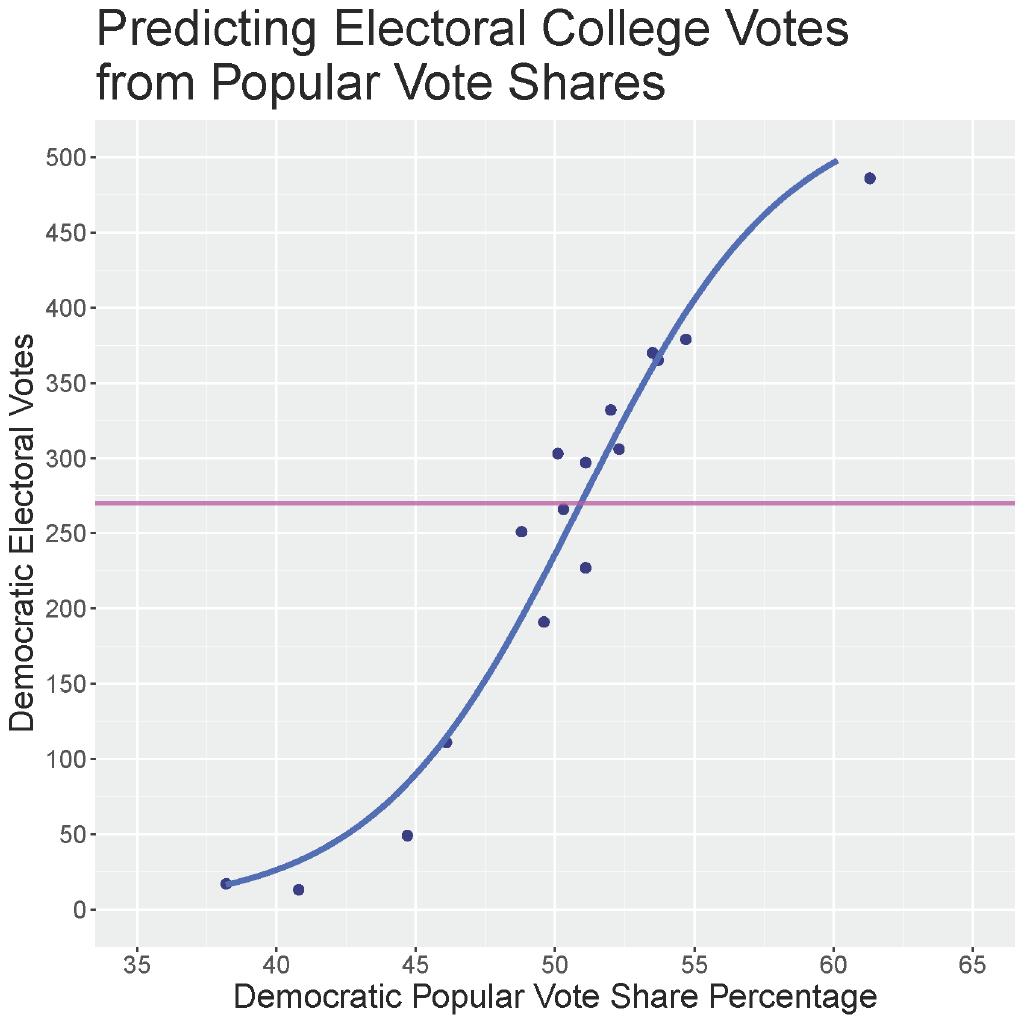 Predicting Electoral College Votes
from Popular Vote Shares
500
450
400
350
300
250
200
150
100
50
0
Democratic Electoral Votes
35 40 45 50 55 60 65
Democratic Popular Vote Share Percentage